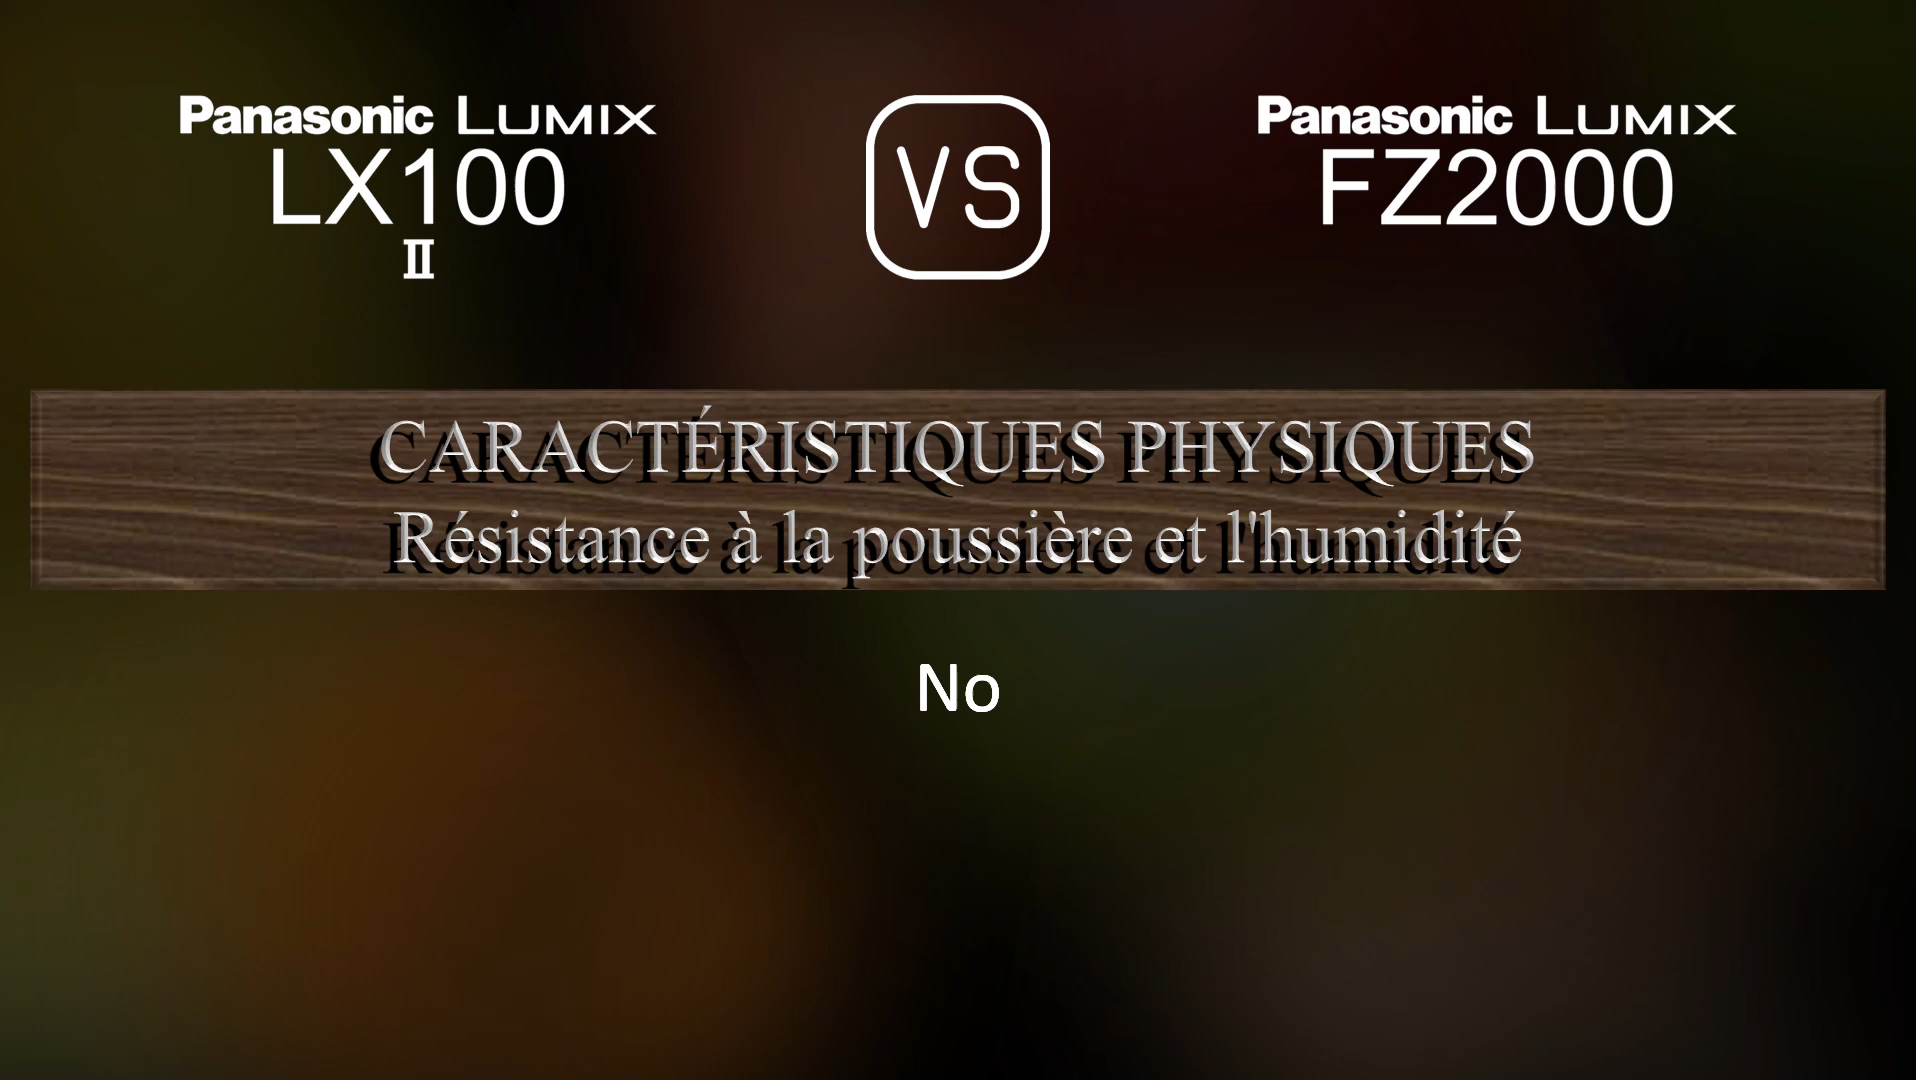 Panasonic LUMIX
LX100
II
VS
Panasonic LUMIX
FZ2000
CARACTÉRISTIQUES PHYSIQUES
Résistance à la poussière et l'humidité
No